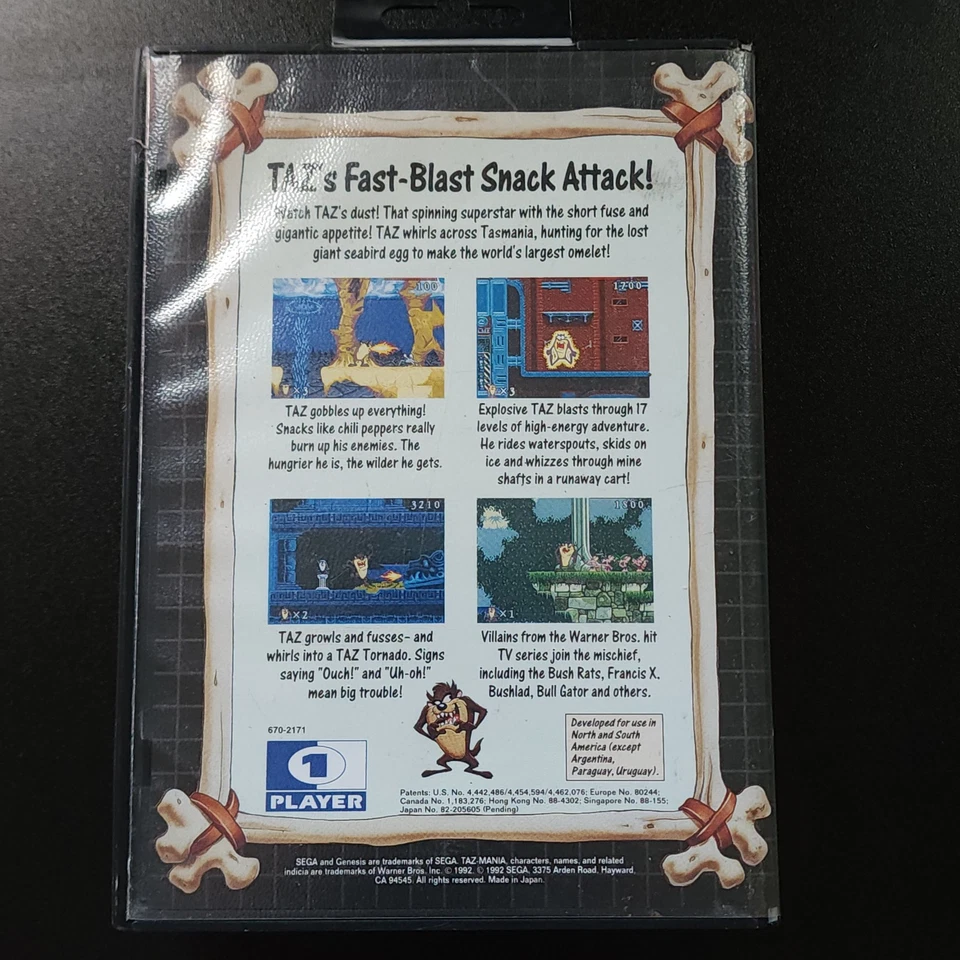 TAZ's Fast-Blast Snack Attack!
Watch TAZ's dust! That spinning superstar with the short fuse and
gigantic appetite! TAZ whirls across Tasmania, hunting for the lost
giant seabird egg to make the world's largest omelet!
100
×3
1200
×3
TAZ gobbles up everything!
Snacks like chili peppers really
burn up his enemies. The
hungrier he is, the wilder he gets.
Explosive TAZ blasts through 17
levels of high-energy adventure.
He rides waterspouts, skids on
ice and whizzes through mine
shafts in a runaway cart!
3210
×2
1800
×1
TAZ growls and fusses- and
whirls into a TAZ Tornado. Signs
saying "Ouch!" and "Uh-oh!"
mean big trouble!
Villains from the Warner Bros. hit
TV series join the mischief,
including the Bush Rats, Francis X.
Bushlad, Bull Gator and others.
670-2171
1
PLAYER
Developed for use in
North and South
America (except
Argentina,
Paraguay, Uruguay).
Patents: U.S. No. 4,442,486/4,454,594/4,462,076; Europe No. 80244;
Canada No. 1,183,276; Hong Kong No. 88-4302; Singapore No. 88-155;
Japan No. 82-205605 (Pending)
SEGA and Genesis are trademarks of SEGA. TAZ-MANIA, characters, names, and related
indicia are trademarks of Warner Bros. Inc. © 1992. © 1992 SEGA, 3375 Arden Road, Hayward,
CA 94545. All rights reserved. Made in Japan.